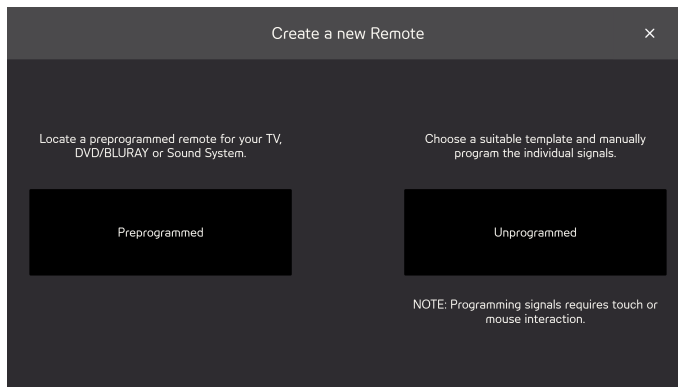 Create a new Remote
Locate a preprogrammed remote for your TV,
DVD/BLURAY or Sound System.
Preprogrammed
Choose a suitable template and manually
program the individual signals.
Unprogrammed
NOTE: Programming signals requires touch or
mouse interaction.